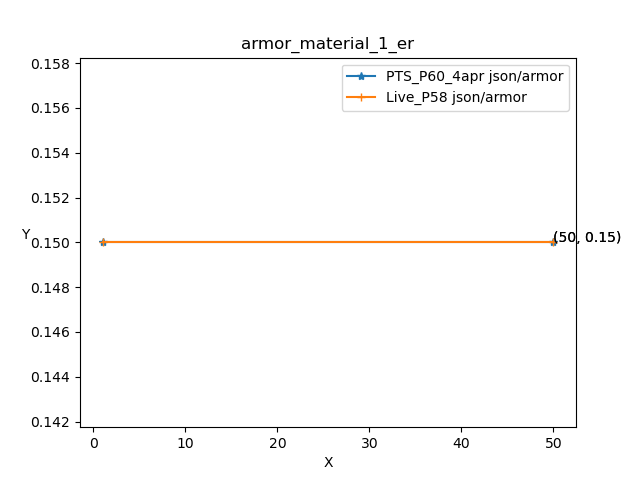 armor_material_1_er
PTS_P60_4apr json/armor
Live_P58 json/armor
0.158
0.156
0.154
0.152
0.150
0.148
0.146
0.144
0.142
Y
(50, 0.15)
0 10 20 30 40 50
X